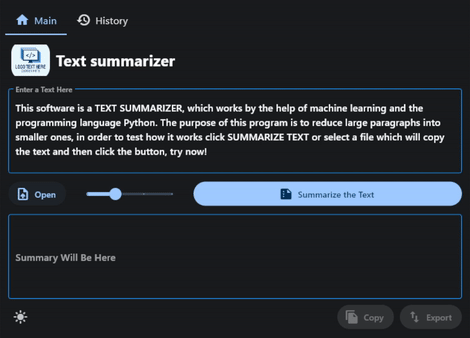 Main
History
LOGO TEXT HERE
Text summarizer
Enter a Text Here
This software is a TEXT SUMMARIZER, which works by the help of machine learning and the
programming language Python. The purpose of this program is to reduce large paragraphs into
smaller ones, in order to test how it works click SUMMARIZE TEXT or select a file which will copy
the text and then click the button, try now!
Open
Summarize the Text
Summary Will Be Here
Copy
Export